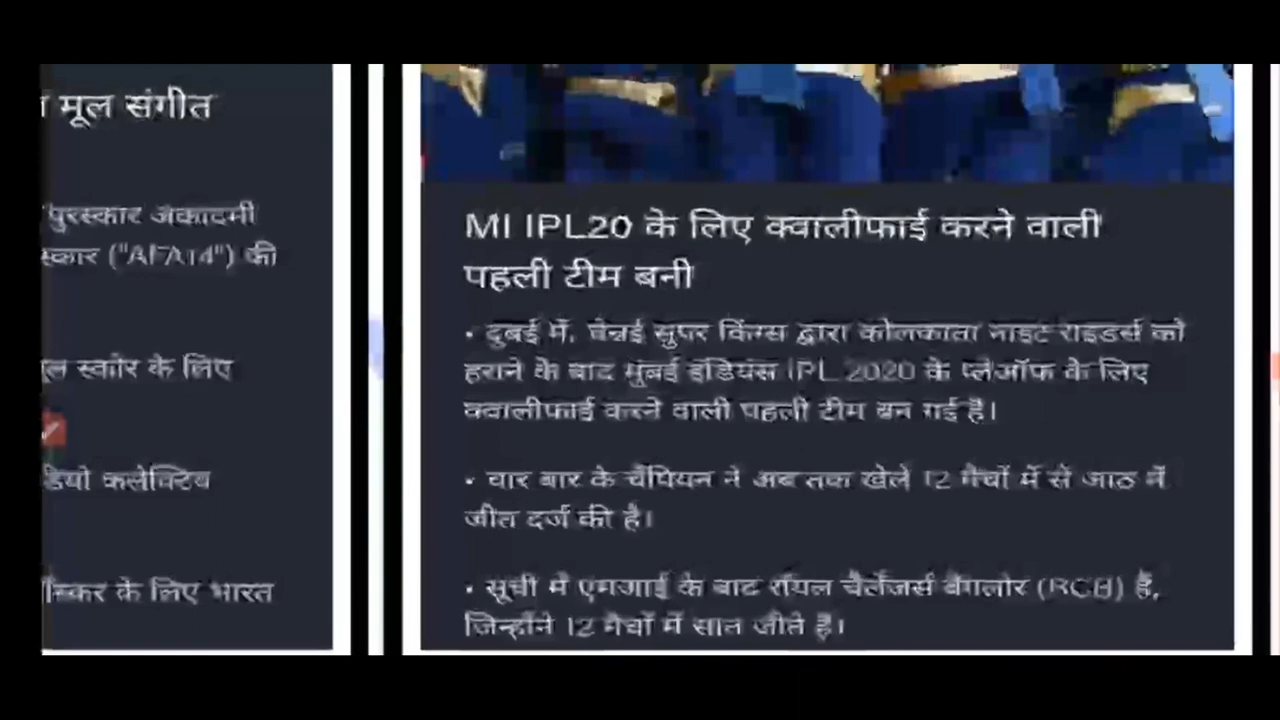 मूल संगीत
पुरस्कार अकादमी
स्कार ("AFA14") की
स्कोर के लिए
डियो कलेक्टिव
के लिए भारत
MI IPL20 के लिए क्वालीफाई करने वाली
पहली टीम बनी
• दुबई में, चेन्नई सुपर किंग्स द्वारा कोलकाता नाइट राइडर्स को
हराने के बाद मुंबई इंडियंस IPL 2020 के प्लेऑफ के लिए
क्वालीफाई करने वाली पहली टीम बन गई है।
• चार बार के चैंपियन ने अब तक खेले 12 मैचों में से आठ में
जीत दर्ज की है।
• सूची में एमआई के बाद रॉयल चैलेंजर्स बैंगलोर (RCB) है,
जिन्होंने 12 मैचों में सात जीते हैं।